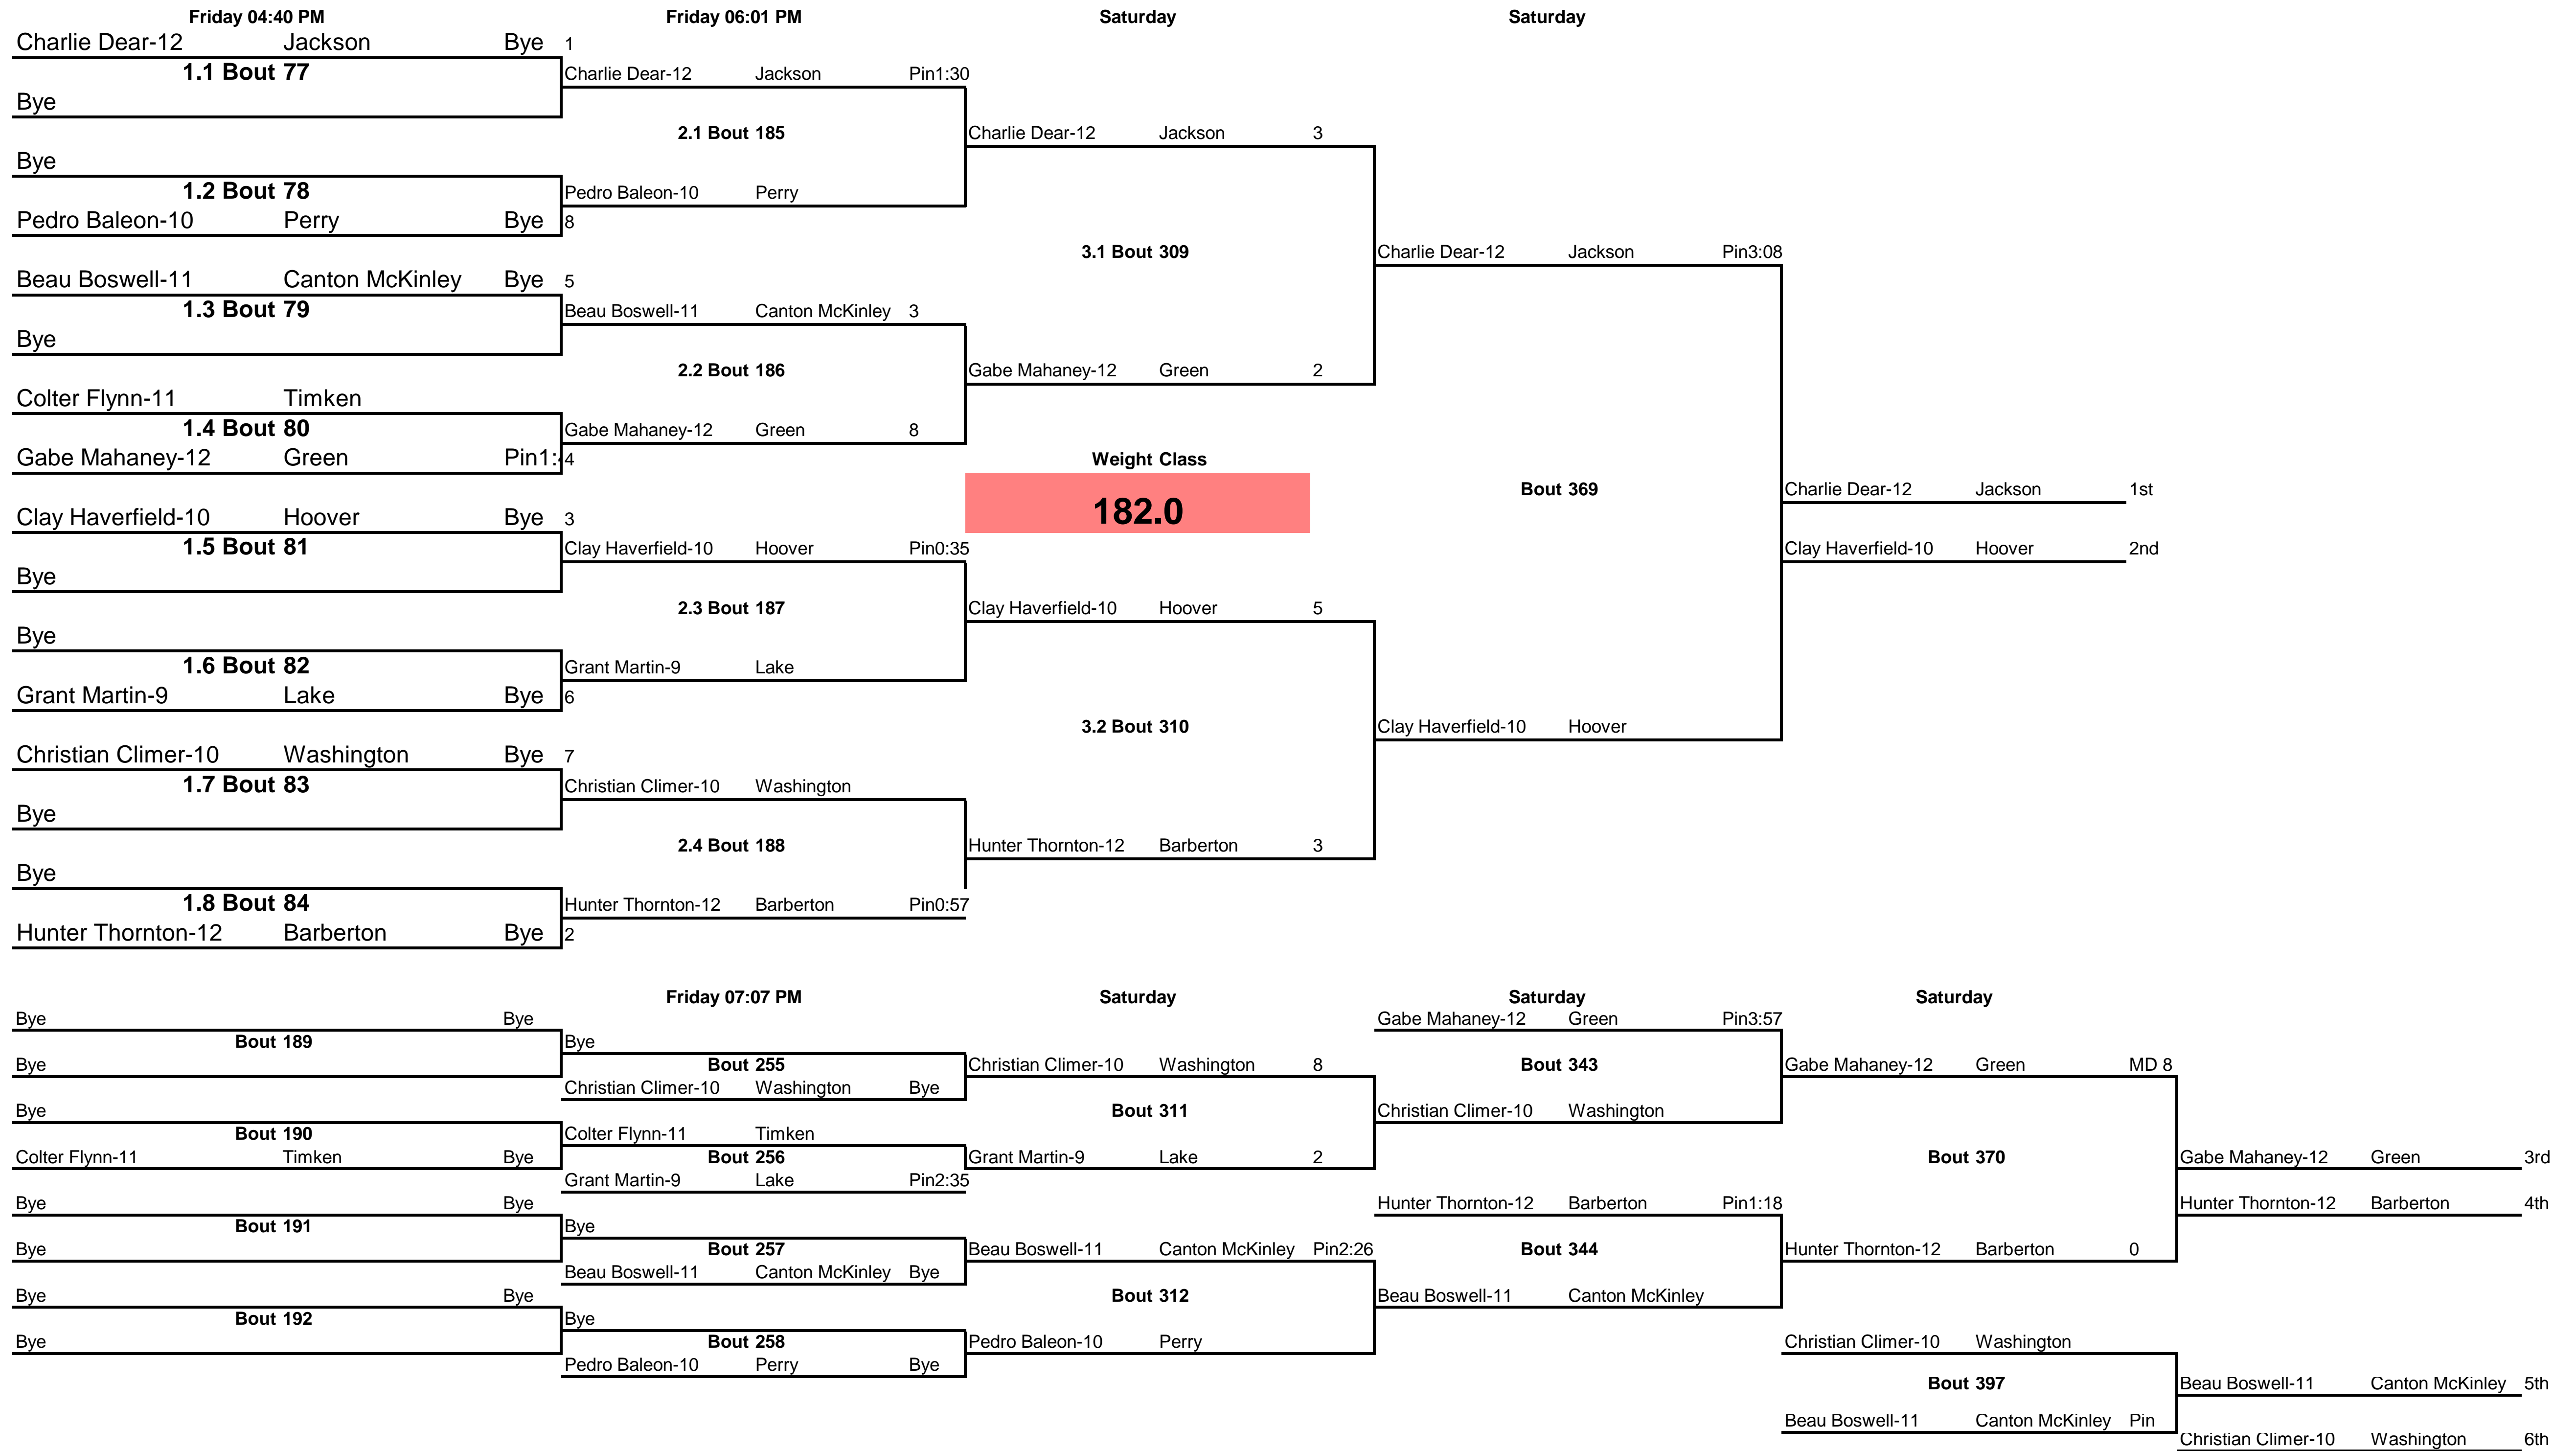 Friday 04:40 PM Friday 06:01 PM Saturday Saturday
Charlie Dear-12 Jackson Bye 1
1.1 Bout 77
Charlie Dear-12 Jackson Pin1:30
Bye
2.1 Bout 185
Charlie Dear-12 Jackson 3
Bye
1.2 Bout 78
Pedro Baleon-10 Perry
Pedro Baleon-10 Perry Bye 8
3.1 Bout 309
Charlie Dear-12 Jackson Pin3:08
Beau Boswell-11 Canton McKinley Bye 5
1.3 Bout 79
Beau Boswell-11 Canton McKinley 3
Bye
2.2 Bout 186
Gabe Mahaney-12 Green 2
Colter Flynn-11 Timken
1.4 Bout 80
Gabe Mahaney-12 Green 8
Gabe Mahaney-12 Green Pin1: 4
Weight Class
182.0
Bout 369
Charlie Dear-12 Jackson 1st
Clay Haverfield-10 Hoover Bye 3
1.5 Bout 81
Clay Haverfield-10 Hoover Pin0:35
Clay Haverfield-10 Hoover 2nd
Bye
2.3 Bout 187
Clay Haverfield-10 Hoover 5
Bye
1.6 Bout 82
Grant Martin-9 Lake
Grant Martin-9 Lake Bye 6
3.2 Bout 310
Clay Haverfield-10 Hoover
Christian Climer-10 Washington Bye 7
1.7 Bout 83
Christian Climer-10 Washington
Bye
2.4 Bout 188
Hunter Thornton-12 Barberton 3
Bye
1.8 Bout 84
Hunter Thornton-12 Barberton Pin0:57
Hunter Thornton-12 Barberton Bye 2
Friday 07:07 PM Saturday Saturday Saturday
Bye Bye
Gabe Mahaney-12 Green Pin3:57
Bout 189
Bye
Bye
Bout 255
Christian Climer-10 Washington 8
Bout 343
Gabe Mahaney-12 Green MD 8
Christian Climer-10 Washington Bye
Bye
Bout 311
Christian Climer-10 Washington
Bout 190
Colter Flynn-11 Timken
Colter Flynn-11 Timken Bye
Bout 256
Grant Martin-9 Lake 2
Bout 370
Gabe Mahaney-12 Green 3rd
Grant Martin-9 Lake Pin2:35
Bye Bye
Hunter Thornton-12 Barberton Pin1:18
Hunter Thornton-12 Barberton 4th
Bout 191
Bye
Bye
Bout 257
Beau Boswell-11 Canton McKinley Pin2:26
Bout 344
Hunter Thornton-12 Barberton 0
Beau Boswell-11 Canton McKinley Bye
Bye Bye
Bout 312
Beau Boswell-11 Canton McKinley
Bout 192
Bye
Bye
Bout 258
Pedro Baleon-10 Perry
Christian Climer-10 Washington
Pedro Baleon-10 Perry Bye
Bout 397
Beau Boswell-11 Canton McKinley 5th
Beau Boswell-11 Canton McKinley Pin
Christian Climer-10 Washington 6th